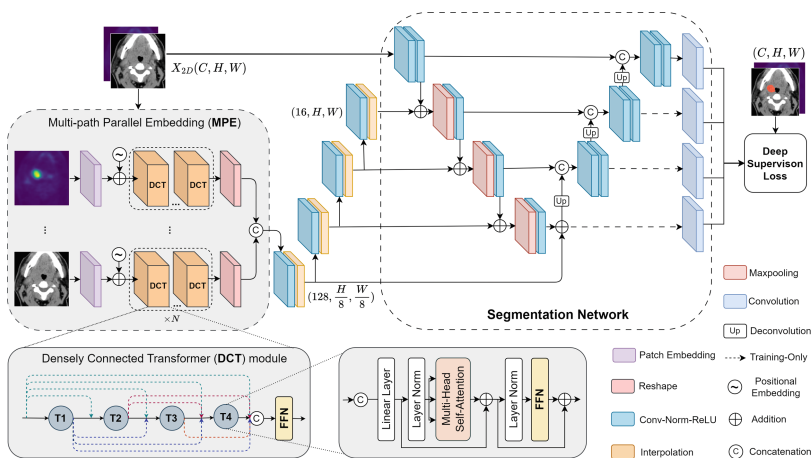 X_{2D}(C, H, W)
Multi-path Parallel Embedding (MPE)
DCT
DCT
...
DCT
DCT
...
×N
C
(16, H, W)
(128, H/8, W/8)
C
Up
C
Up
C
Up
Segmentation Network
(C, H, W)
Deep
Supervison
Loss
Maxpooling
Convolution
Up
Deconvolution
Patch Embedding
Training-Only
Reshape
Positional
Embedding
Conv-Norm-ReLU
Addition
Interpolation
C
Concatenation
Densely Connected Transformer (DCT) module
T1
T2
T3
T4
C
FFN
C
Linear Layer
Layer Norm
Multi-Head
Self-Attention
Layer Norm
FFN